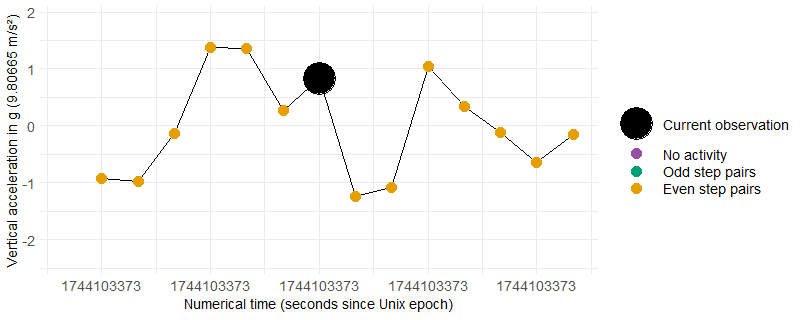 Vertical acceleration in g (9.80665 m/s²)
2
1
0
-1
-2
1744103373 1744103373 1744103373 1744103373 1744103373
Numerical time (seconds since Unix epoch)
Current observation
No activity
Odd step pairs
Even step pairs